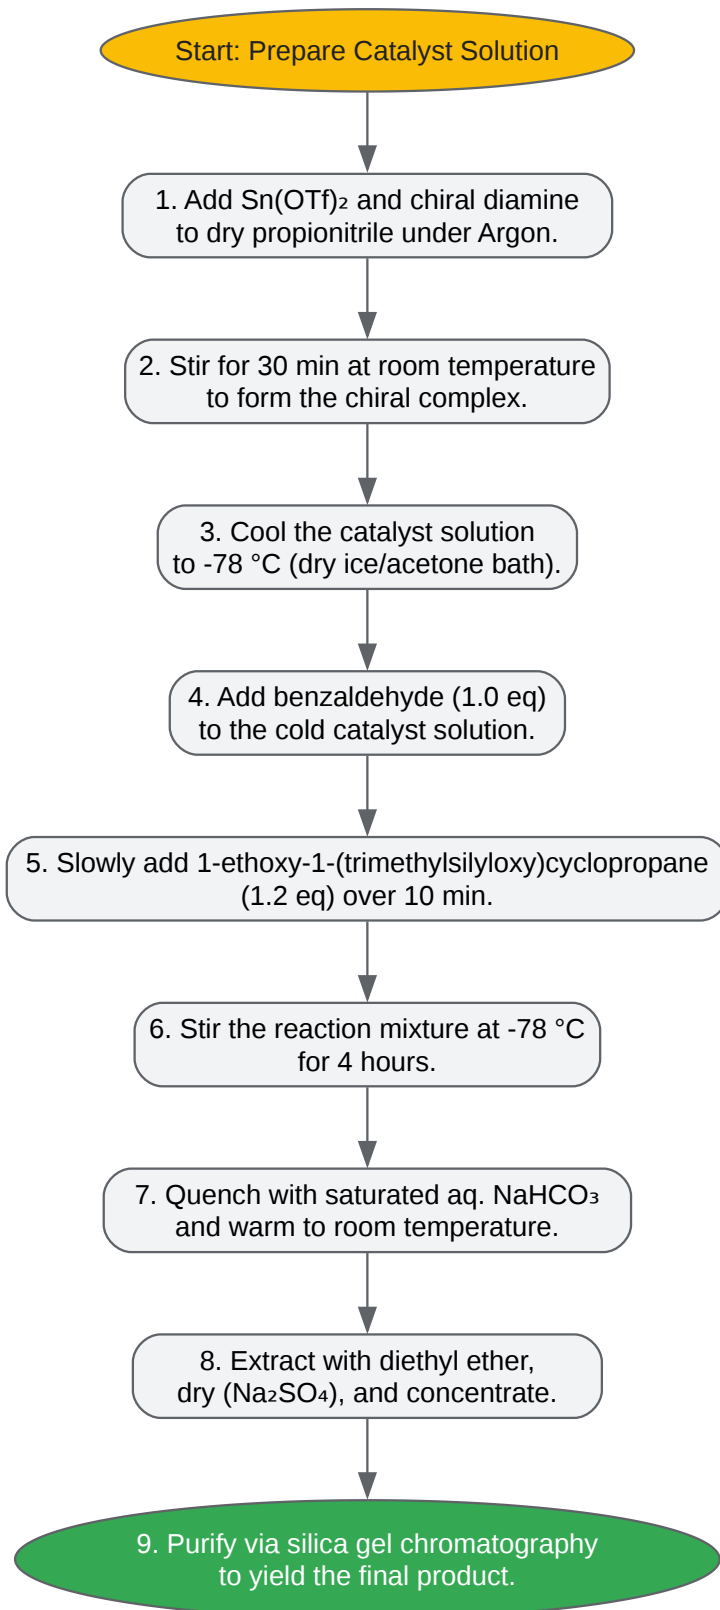 Start: Prepare Catalyst Solution
1. Add Sn(OTf)₂ and chiral diamine
to dry propionitrile under Argon.
2. Stir for 30 min at room temperature
to form the chiral complex.
3. Cool the catalyst solution
to -78 °C (dry ice/acetone bath).
4. Add benzaldehyde (1.0 eq)
to the cold catalyst solution.
5. Slowly add 1-ethoxy-1-(trimethylsilyloxy)cyclopropane
(1.2 eq) over 10 min.
6. Stir the reaction mixture at -78 °C
for 4 hours.
7. Quench with saturated aq. NaHCO₃
and warm to room temperature.
8. Extract with diethyl ether,
dry (Na₂SO₄), and concentrate.
9. Purify via silica gel chromatography
to yield the final product.